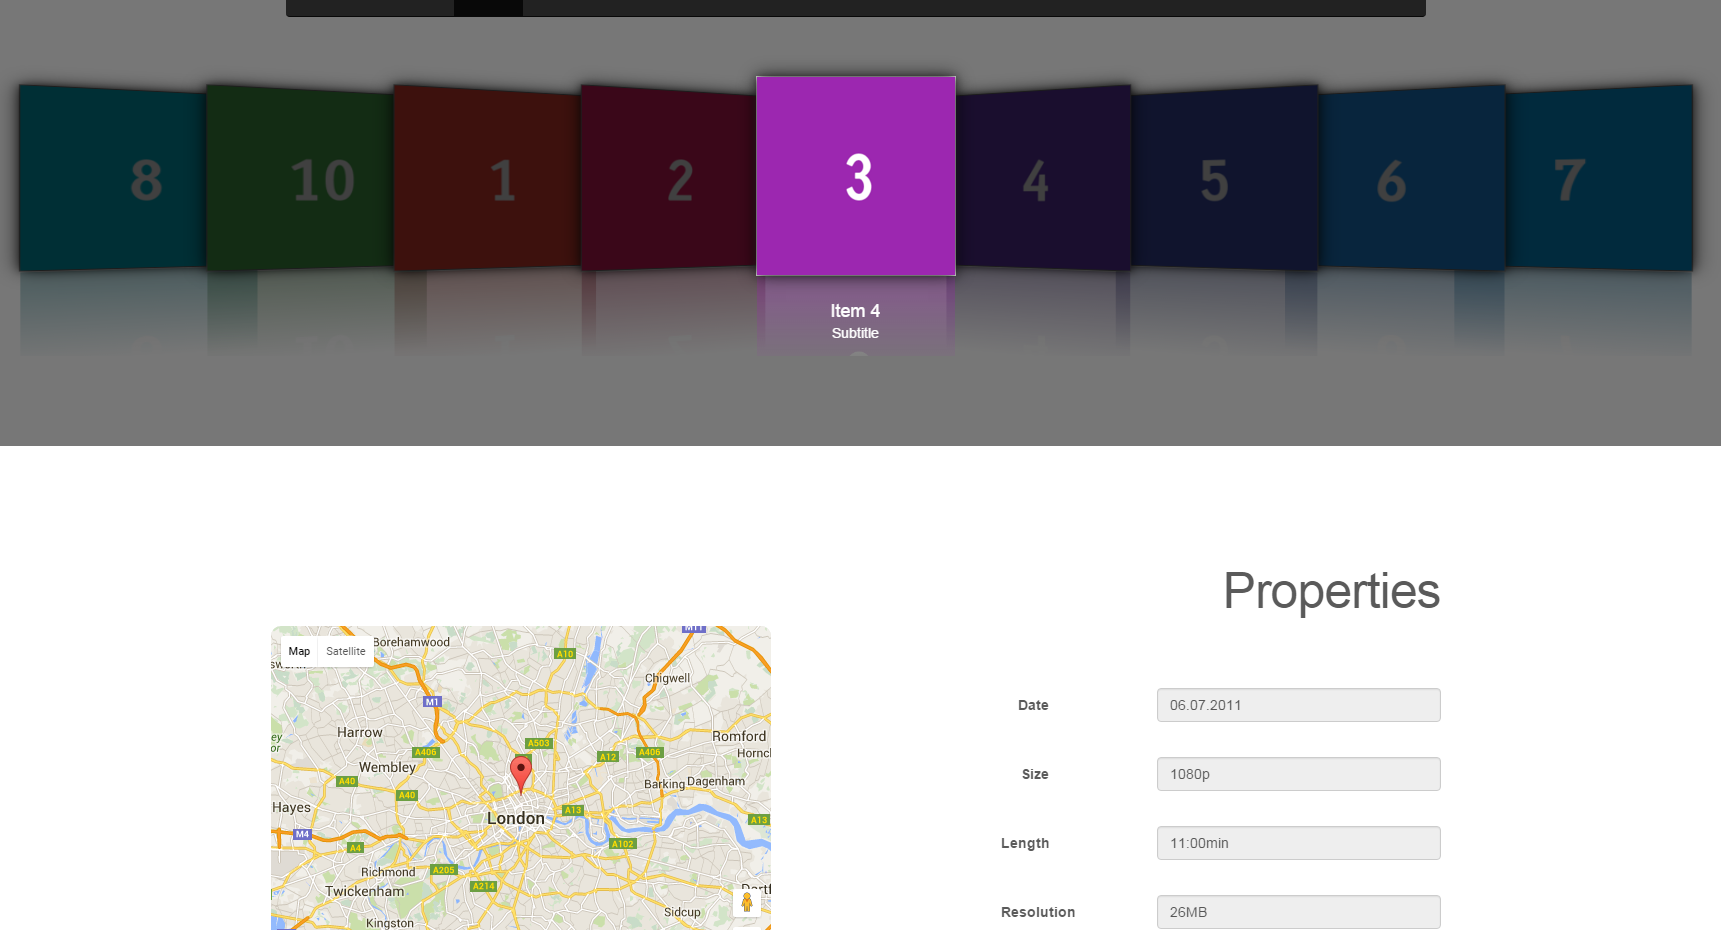 8 10 1 2 3 4 5 6 7
Item 4
Subtitle
Properties
Map Satellite
Borehamwood
M11
A10
Chigwell
M1
Harrow
A503
A406
A12
A406
Romford
Wembley
A40
A40
Barking
Dagenham
Hayes
London
A13
A13
M4
A4
A102
Richmond
A205
Twickenham
A214
Kingston
Sidcup
Date 06.07.2011
Size 1080p
Length 11:00min
Resolution 26MB